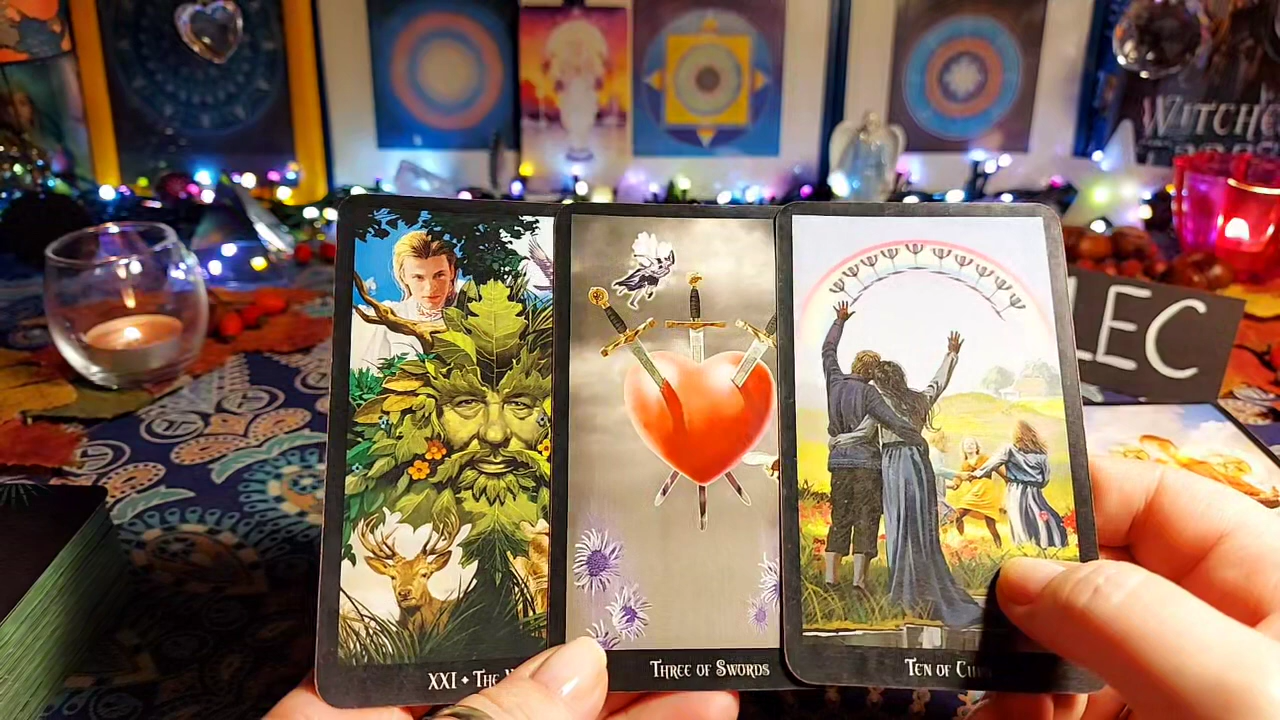 WITCH
LEC
XXI ✦ THE
THREE OF SWORDS
TEN OF CU